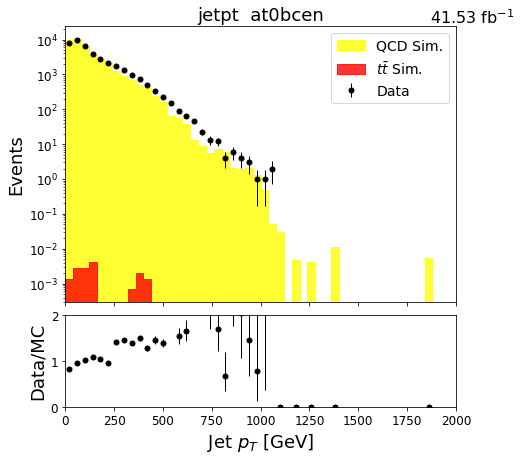 jetpt at0bcen
41.53 fb⁻¹
QCD Sim.
tt̄ Sim.
Data
Events
10⁴
10³
10²
10¹
10⁰
10⁻¹
10⁻²
10⁻³
Data/MC
2
1
0
0 250 500 750 1000 1250 1500 1750 2000
Jet p_T [GeV]